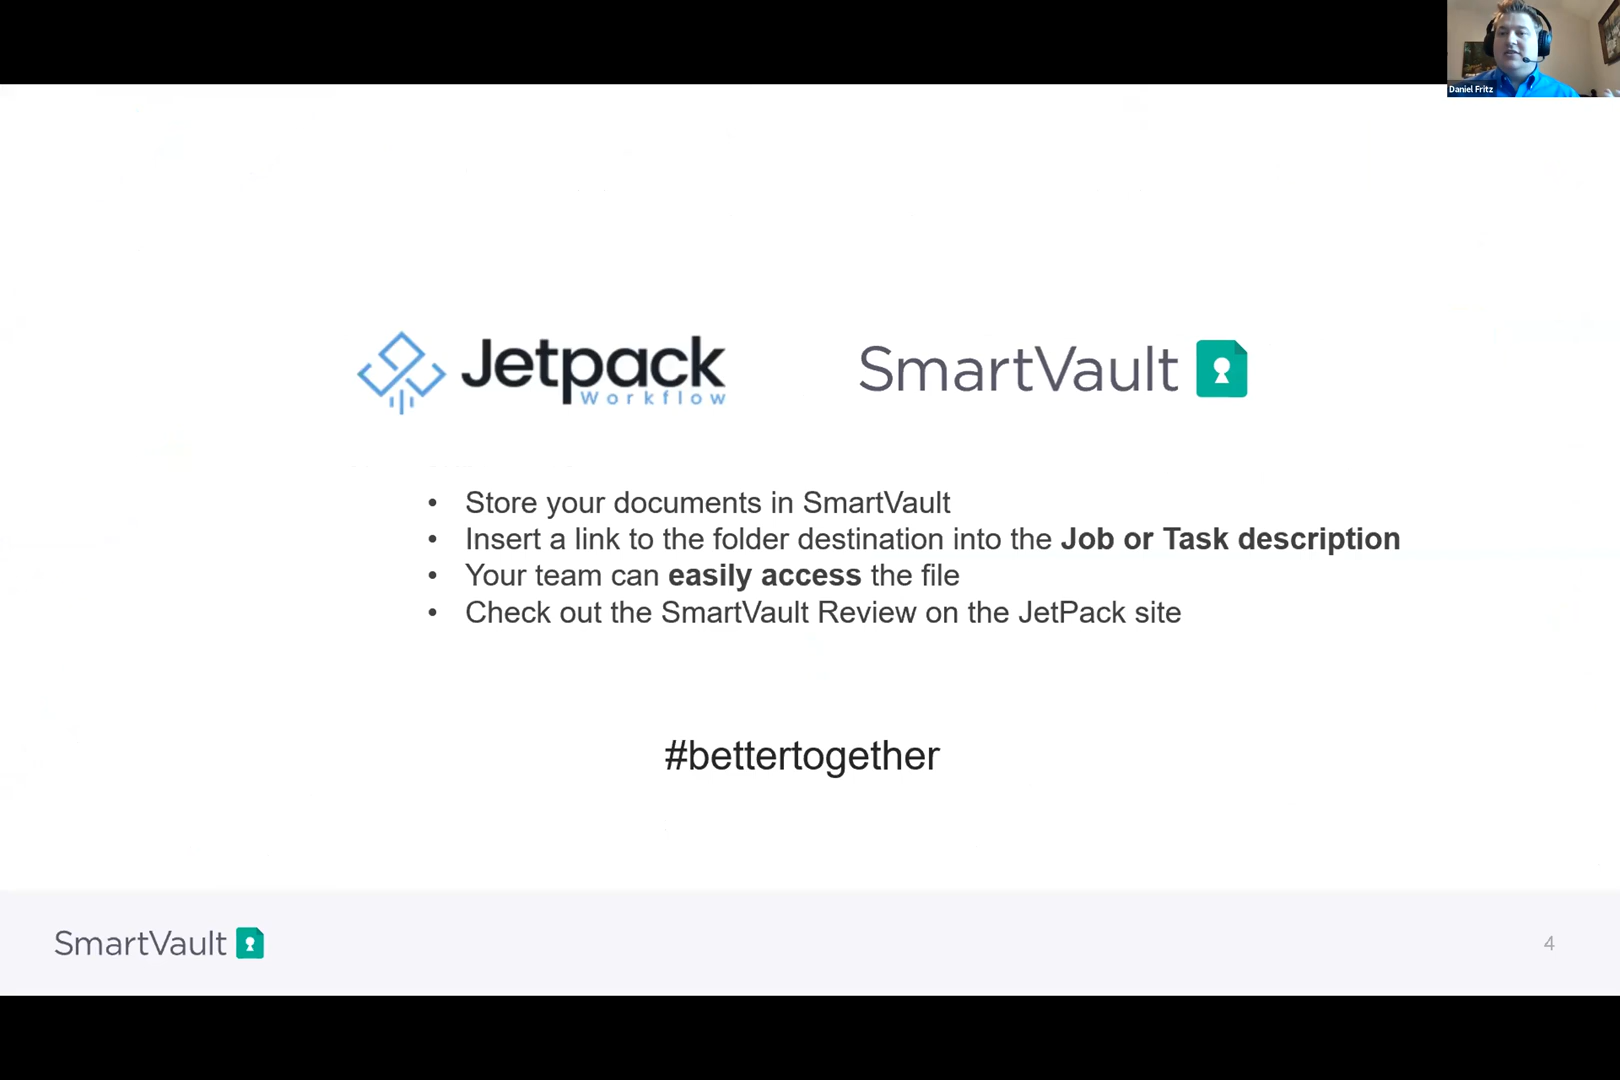 Daniel Fritz
Jetpack
Workflow
SmartVault
• Store your documents in SmartVault
• Insert a link to the folder destination into the Job or Task description
• Your team can easily access the file
• Check out the SmartVault Review on the JetPack site
#bettertogether
SmartVault
4